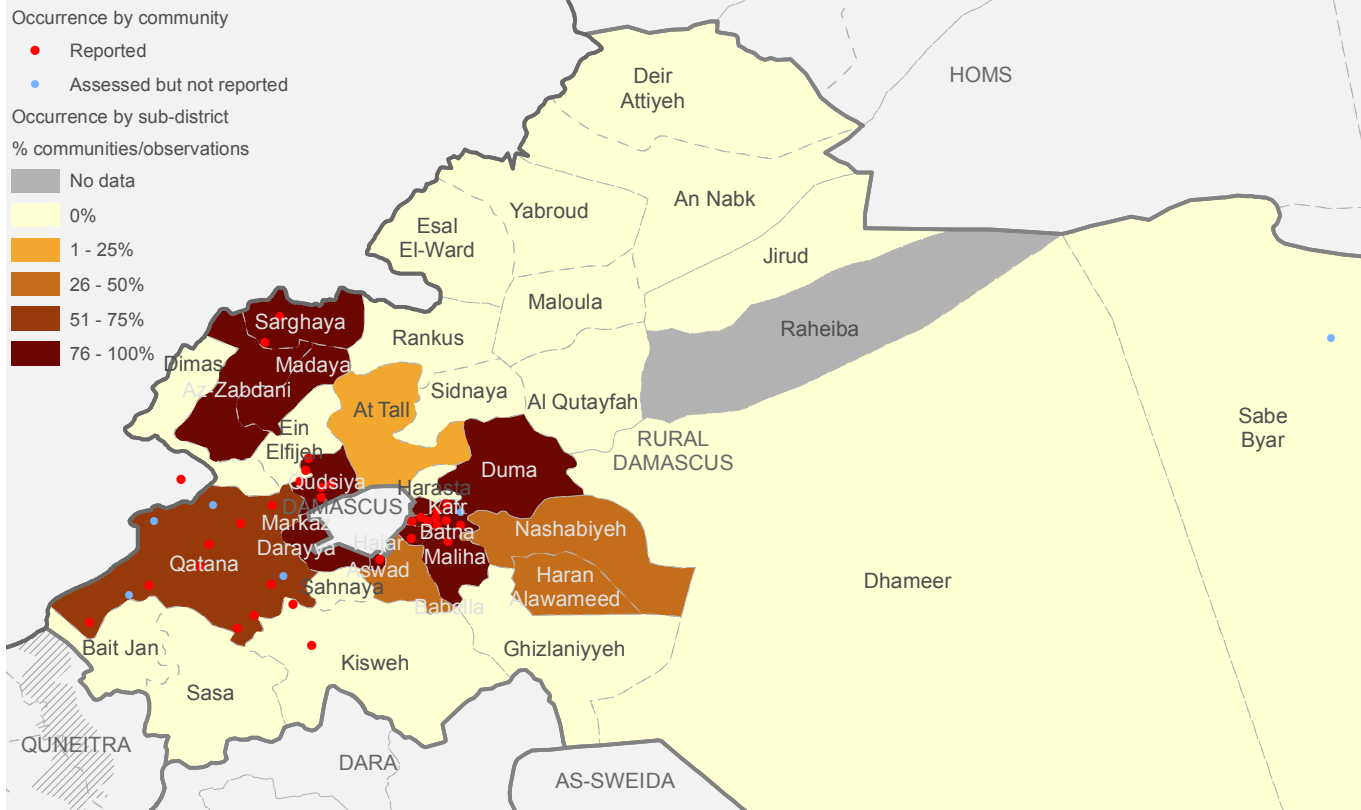 Occurrence by community
Reported
Assessed but not reported
Occurrence by sub-district
% communities/observations
No data
0%
1 - 25%
26 - 50%
51 - 75%
76 - 100%
HOMS
Deir
Attiyeh
An Nabk
Yabroud
Esal
El-Ward
Jirud
Maloula
Raheiba
Sarghaya
Rankus
Dimas
Madaya
Az-Zabdani
Sidnaya
Al Qutayfah
At Tall
Sabe
Byar
Ein
Elfijeh
RURAL
DAMASCUS
Duma
Qudsiya
Harasta
DAMASCUS
Kafr
Batna
Markaz
Darayya
Nashabiyeh
Hajar
Aswad
Maliha
Qatana
Haran
Alawameed
Sahnaya
Dhameer
Babella
Bait Jan
Ghizlaniyyeh
Kisweh
Sasa
QUNEITRA
DARA
AS-SWEIDA